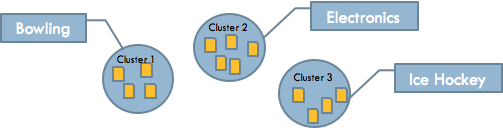 Bowling
Cluster 1
Cluster 2
Electronics
Cluster 3
Ice Hockey